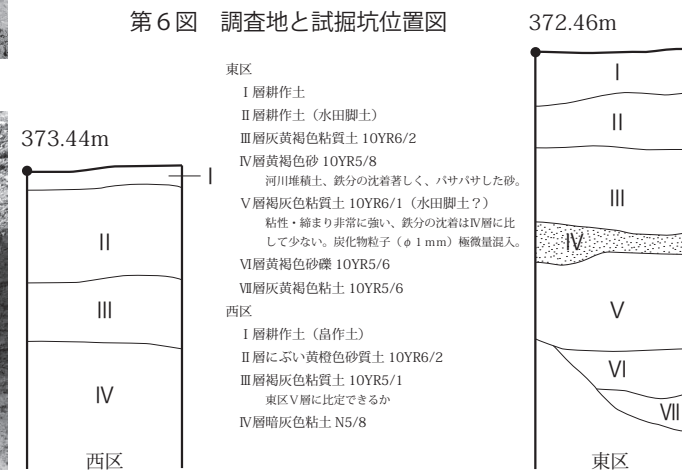 第6図 調査地と試掘坑位置図
373.44m
Ⅰ
Ⅱ
Ⅲ
Ⅳ
西区
東区
Ⅰ層耕作土
Ⅱ層耕作土（水田脚土）
Ⅲ層灰黄褐色粘質土 10YR6/2
Ⅳ層黄褐色砂 10YR5/8
河川堆積土、鉄分の沈着著しく、パサパサした砂。
Ⅴ層褐灰色粘質土 10YR6/1（水田脚土？）
粘性・締まり非常に強い、鉄分の沈着はⅣ層に比
して少ない。炭化物粒子（φ1mm）極微量混入。
Ⅵ層黄褐色砂礫 10YR5/6
Ⅶ層灰黄褐色粘土 10YR5/6
西区
Ⅰ層耕作土（畠作土）
Ⅱ層にぶい黄橙色砂質土 10YR6/2
Ⅲ層褐灰色粘質土 10YR5/1
東区Ⅴ層に比定できるか
Ⅳ層暗灰色粘土 N5/8
372.46m
Ⅰ
Ⅱ
Ⅲ
Ⅳ
Ⅴ
Ⅵ
Ⅶ
東区